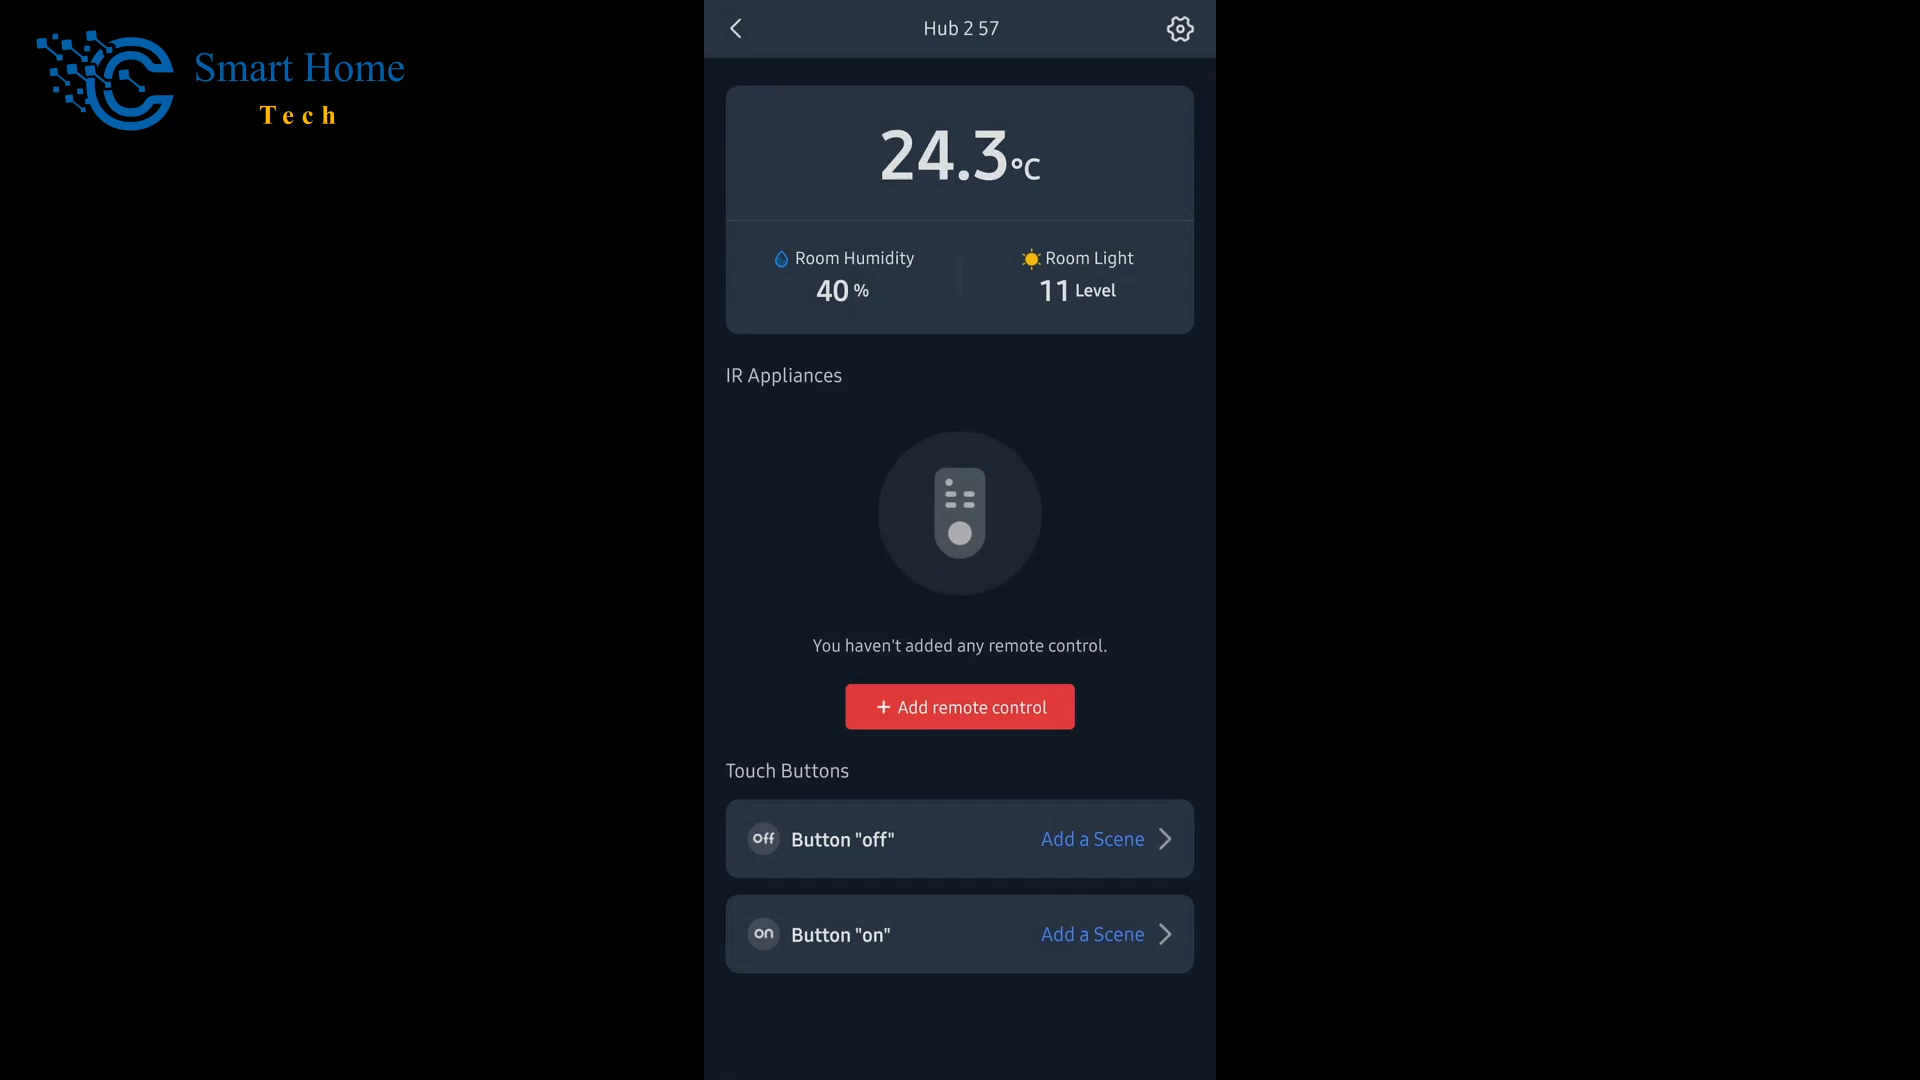 Smart Home
Tech
Hub 2 57
24.3°C
Room Humidity
40 %
Room Light
11 Level
IR Appliances
You haven't added any remote control.
+ Add remote control
Touch Buttons
off Button "off" Add a Scene
on Button "on" Add a Scene